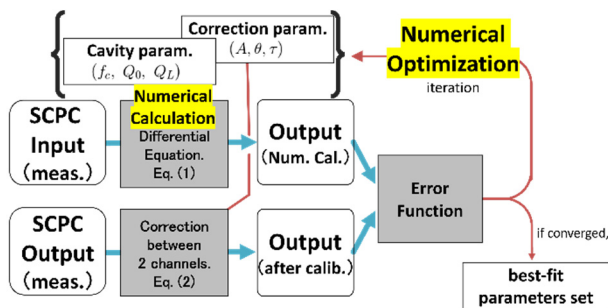 Correction param.
(A, θ, τ)
Cavity param.
(f_c, Q_0, Q_L)
Numerical
Optimization
iteration
SCPC
Input
(meas.)
Numerical
Calculation
Differential
Equation.
Eq. (1)
Output
(Num. Cal.)
Error
Function
SCPC
Output
(meas.)
Correction
between
2 channels.
Eq. (2)
Output
(after calib.)
if converged,
best-fit
parameters set